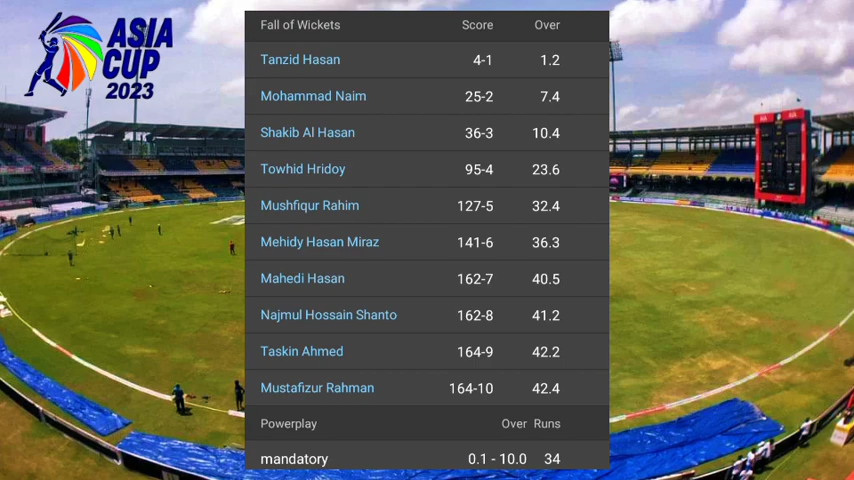 ASIA
CUP
2023
Fall of Wickets Score Over
Tanzid Hasan 4-1 1.2
Mohammad Naim 25-2 7.4
Shakib Al Hasan 36-3 10.4
Towhid Hridoy 95-4 23.6
Mushfiqur Rahim 127-5 32.4
Mehidy Hasan Miraz 141-6 36.3
Mahedi Hasan 162-7 40.5
Najmul Hossain Shanto 162-8 41.2
Taskin Ahmed 164-9 42.2
Mustafizur Rahman 164-10 42.4
Powerplay Over Runs
mandatory 0.1 - 10.0 34